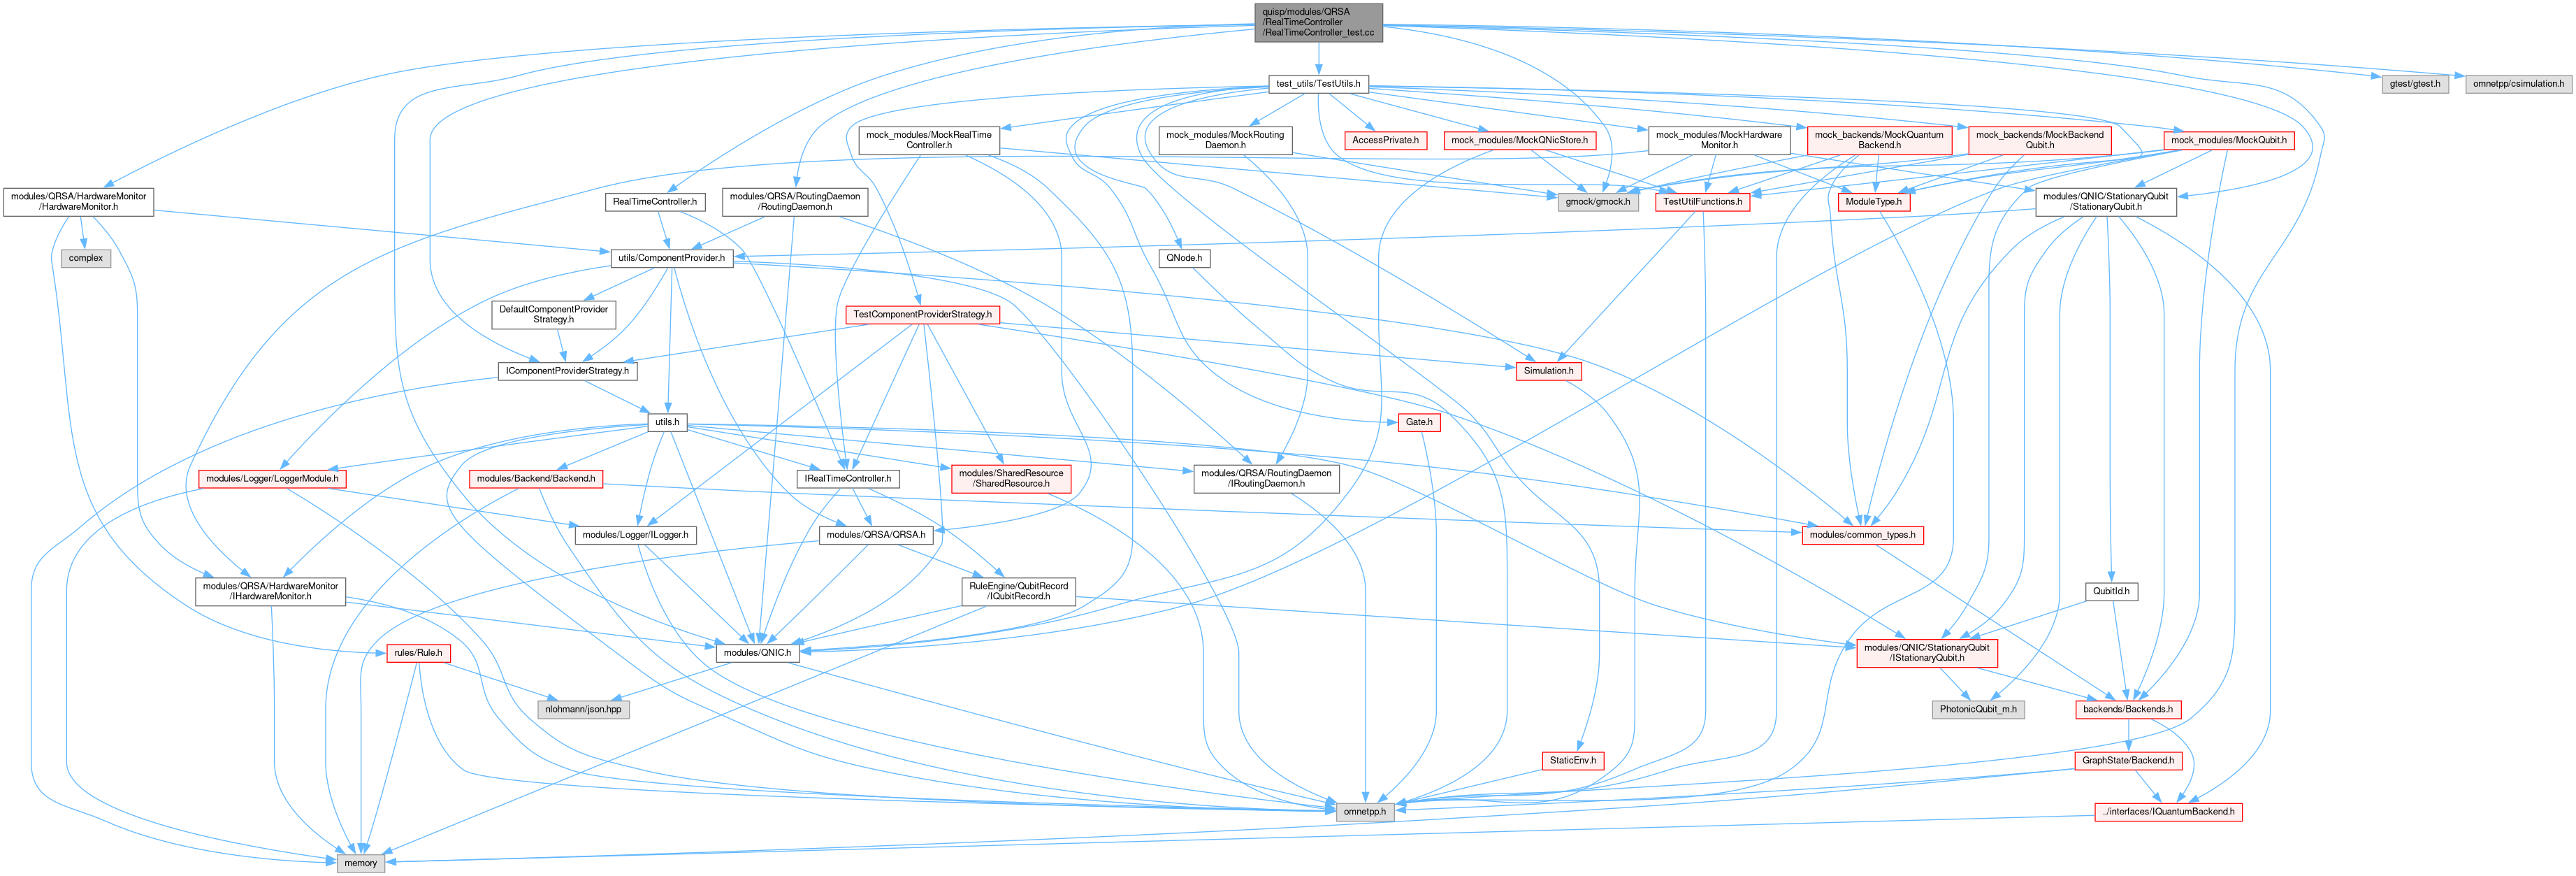 quisp/modules/QRSA
/RealTimeController
/RealTimeController_test.cc
test_utils/TestUtils.h
gtest/gtest.h
omnetpp/csimulation.h
mock_modules/MockRealTime
Controller.h
mock_modules/MockRouting
Daemon.h
AccessPrivate.h
mock_modules/MockQNicStore.h
mock_modules/MockHardware
Monitor.h
mock_backends/MockQuantum
Backend.h
mock_backends/MockBackend
Qubit.h
mock_modules/MockQubit.h
modules/QRSA/HardwareMonitor
/HardwareMonitor.h
RealTimeController.h
modules/QRSA/RoutingDaemon
/RoutingDaemon.h
gmock/gmock.h
TestUtilFunctions.h
ModuleType.h
modules/QNIC/StationaryQubit
/StationaryQubit.h
complex
utils/ComponentProvider.h
QNode.h
DefaultComponentProvider
Strategy.h
TestComponentProviderStrategy.h
IComponentProviderStrategy.h
Simulation.h
utils.h
Gate.h
modules/Logger/LoggerModule.h
modules/Backend/Backend.h
IRealTimeController.h
modules/SharedResource
/SharedResource.h
modules/QRSA/RoutingDaemon
/IRoutingDaemon.h
modules/Logger/ILogger.h
modules/QRSA/QRSA.h
modules/common_types.h
modules/QRSA/HardwareMonitor
/IHardwareMonitor.h
RuleEngine/QubitRecord
/IQubitRecord.h
QubitId.h
rules/Rule.h
modules/QNIC.h
modules/QNIC/StationaryQubit
/IStationaryQubit.h
nlohmann/json.hpp
PhotonicQubit_m.h
backends/Backends.h
StaticEnv.h
GraphState/Backend.h
omnetpp.h
../interfaces/IQuantumBackend.h
memory